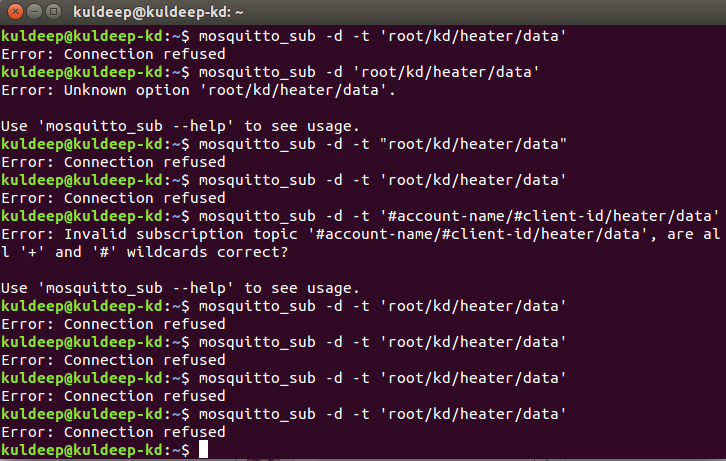 kuldeep@kuldeep-kd: ~
kuldeep@kuldeep-kd:~$ mosquitto_sub -d -t 'root/kd/heater/data'
Error: Connection refused
kuldeep@kuldeep-kd:~$ mosquitto_sub -d 'root/kd/heater/data'
Error: Unknown option 'root/kd/heater/data'.
Use 'mosquitto_sub --help' to see usage.
kuldeep@kuldeep-kd:~$ mosquitto_sub -d -t "root/kd/heater/data"
Error: Connection refused
kuldeep@kuldeep-kd:~$ mosquitto_sub -d -t 'root/kd/heater/data'
Error: Connection refused
kuldeep@kuldeep-kd:~$ mosquitto_sub -d -t '#account-name/#client-id/heater/data'
Error: Invalid subscription topic '#account-name/#client-id/heater/data', are al
l '+' and '#' wildcards correct?
Use 'mosquitto_sub --help' to see usage.
kuldeep@kuldeep-kd:~$ mosquitto_sub -d -t 'root/kd/heater/data'
Error: Connection refused
kuldeep@kuldeep-kd:~$ mosquitto_sub -d -t 'root/kd/heater/data'
Error: Connection refused
kuldeep@kuldeep-kd:~$ mosquitto_sub -d -t 'root/kd/heater/data'
Error: Connection refused
kuldeep@kuldeep-kd:~$ mosquitto_sub -d -t 'root/kd/heater/data'
Error: Connection refused
kuldeep@kuldeep-kd:~$